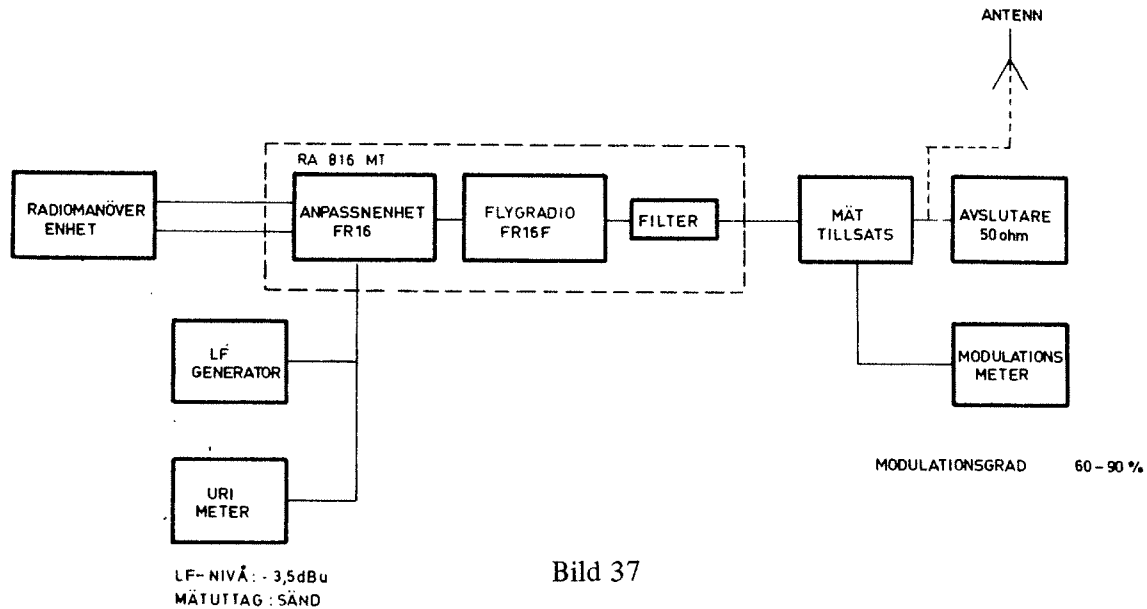 ANTENN
RA 816 MT
RADIOMANÖVER
ENHET
ANPASSNENHET
FR16
FLYGRADIO
FR16F
FILTER
MÄT
TILLSATS
AVSLUTARE
50 ohm
LF
GENERATOR
MODULATIONS
METER
URI
METER
MODULATIONSGRAD 60-90 %
LF-NIVÅ: -3,5dBu
MÄTUTTAG: SÄND
Bild 37